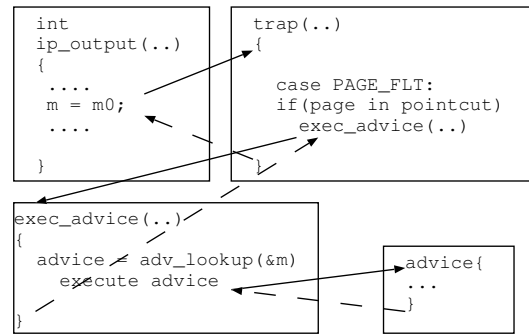 int
ip_output(..)
{
....
m = m0;
....
}
trap(..)
{
case PAGE_FLT:
if(page in pointcut)
exec_advice(..)
}
exec_advice(..)
{
advice = adv_lookup(&m)
execute advice
}
advice{
...
}